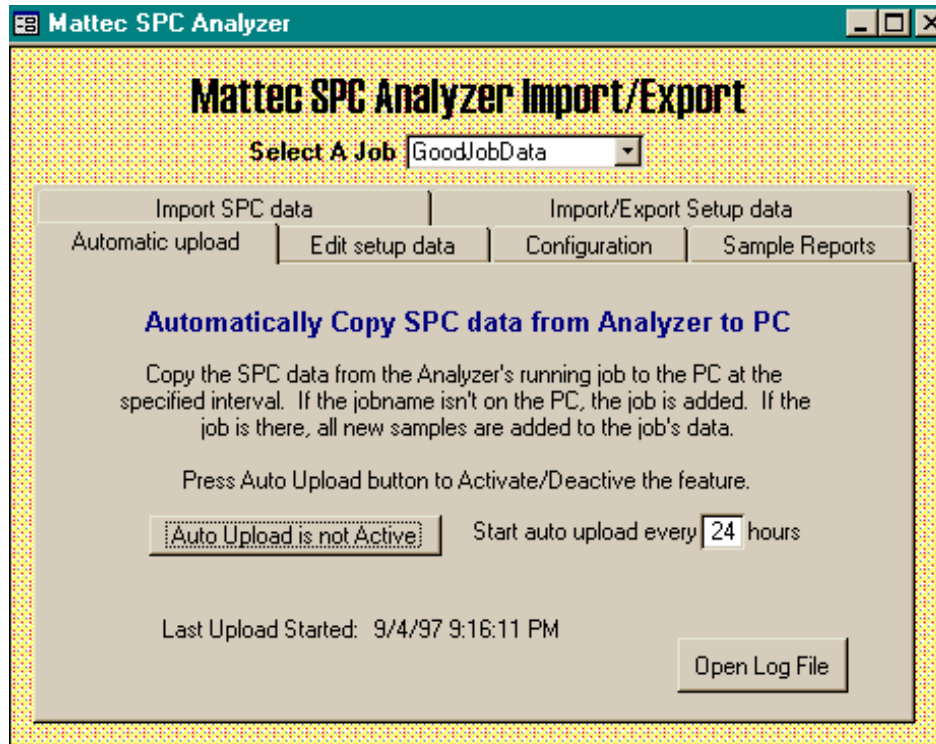 Mattec SPC Analyzer
Mattec SPC Analyzer Import/Export
Select A Job GoodJobData
Import SPC data Import/Export Setup data
Automatic upload Edit setup data Configuration Sample Reports
Automatically Copy SPC data from Analyzer to PC
Copy the SPC data from the Analyzer's running job to the PC at the
specified interval. If the jobname isn't on the PC, the job is added. If the
job is there, all new samples are added to the job's data.
Press Auto Upload button to Activate/Deactive the feature.
Auto Upload is not Active Start auto upload every 24 hours
Last Upload Started: 9/4/97 9:16:11 PM
Open Log File